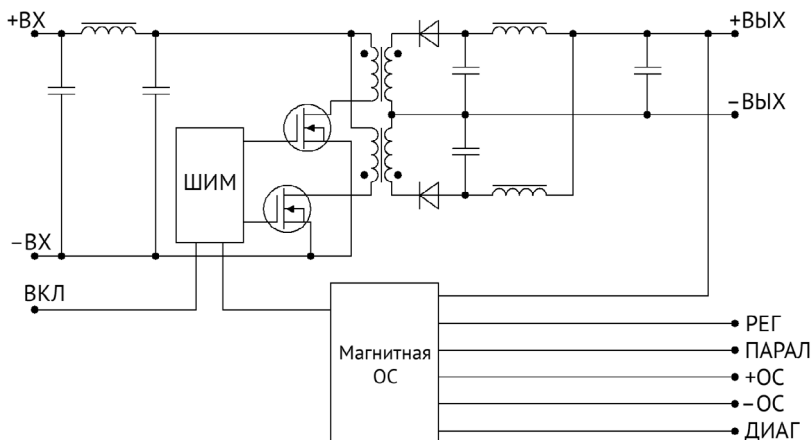 +ВХ
+ВЫХ
−ВЫХ
ШИМ
−ВХ
ВКЛ
Магнитная
ОС
РЕГ
ПАРАЛ
+ОС
−ОС
ДИАГ